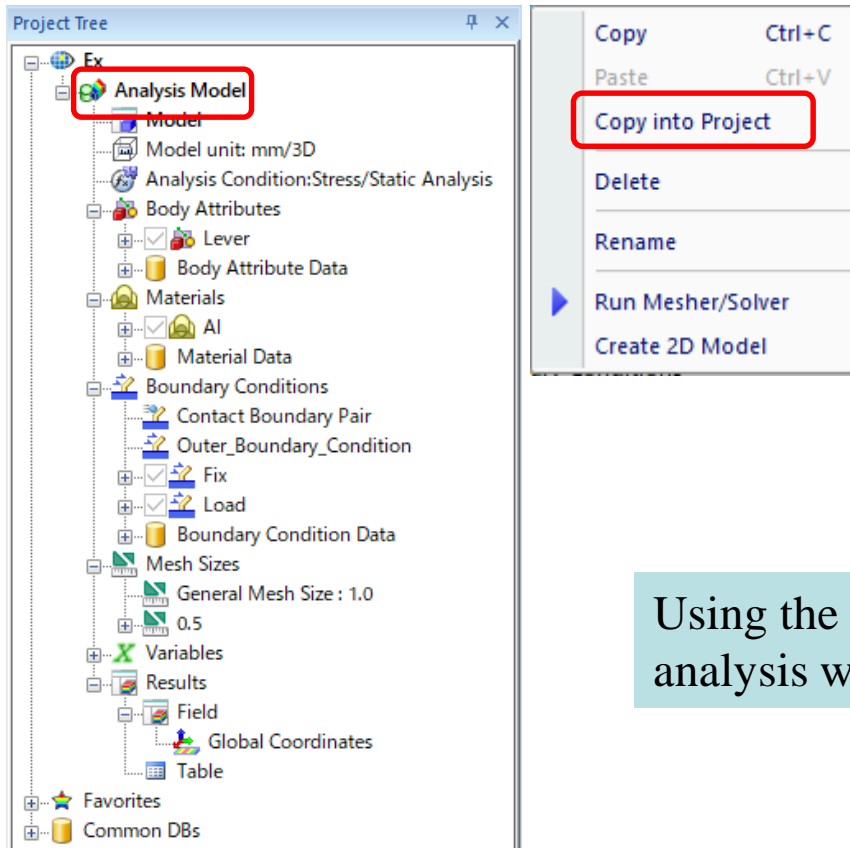 Project Tree
Ex
Analysis Model
Model
Model unit: mm/3D
Analysis Condition:Stress/Static Analysis
Body Attributes
Lever
Body Attribute Data
Materials
Al
Material Data
Boundary Conditions
Contact Boundary Pair
Outer_Boundary_Condition
Fix
Load
Boundary Condition Data
Mesh Sizes
General Mesh Size : 1.0
0.5
Variables
Results
Field
Global Coordinates
Table
Favorites
Common DBs
Copy Ctrl+C
Paste Ctrl+V
Copy into Project
Delete
Rename
Run Mesher/Solver
Create 2D Model
Using the
analysis w